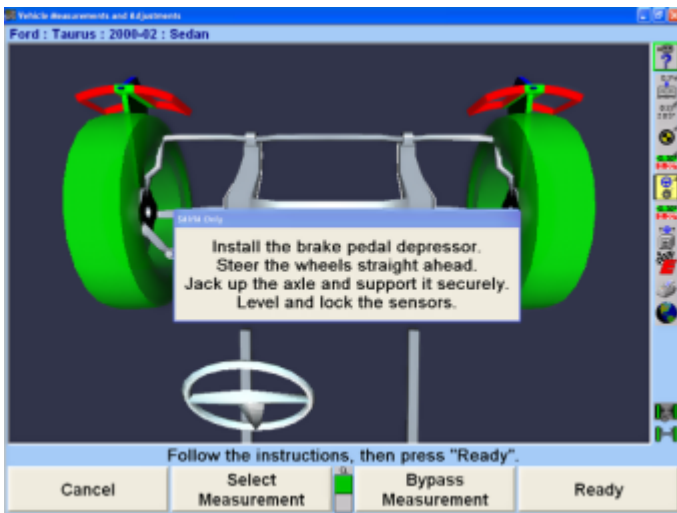 Vehicle Measurements and Adjustments
Ford : Taurus : 2000-02 : Sedan
Install the brake pedal depressor.
Steer the wheels straight ahead.
Jack up the axle and support it securely.
Level and lock the sensors.
Follow the instructions, then press "Ready".
Cancel
Select
Measurement
Bypass
Measurement
Ready